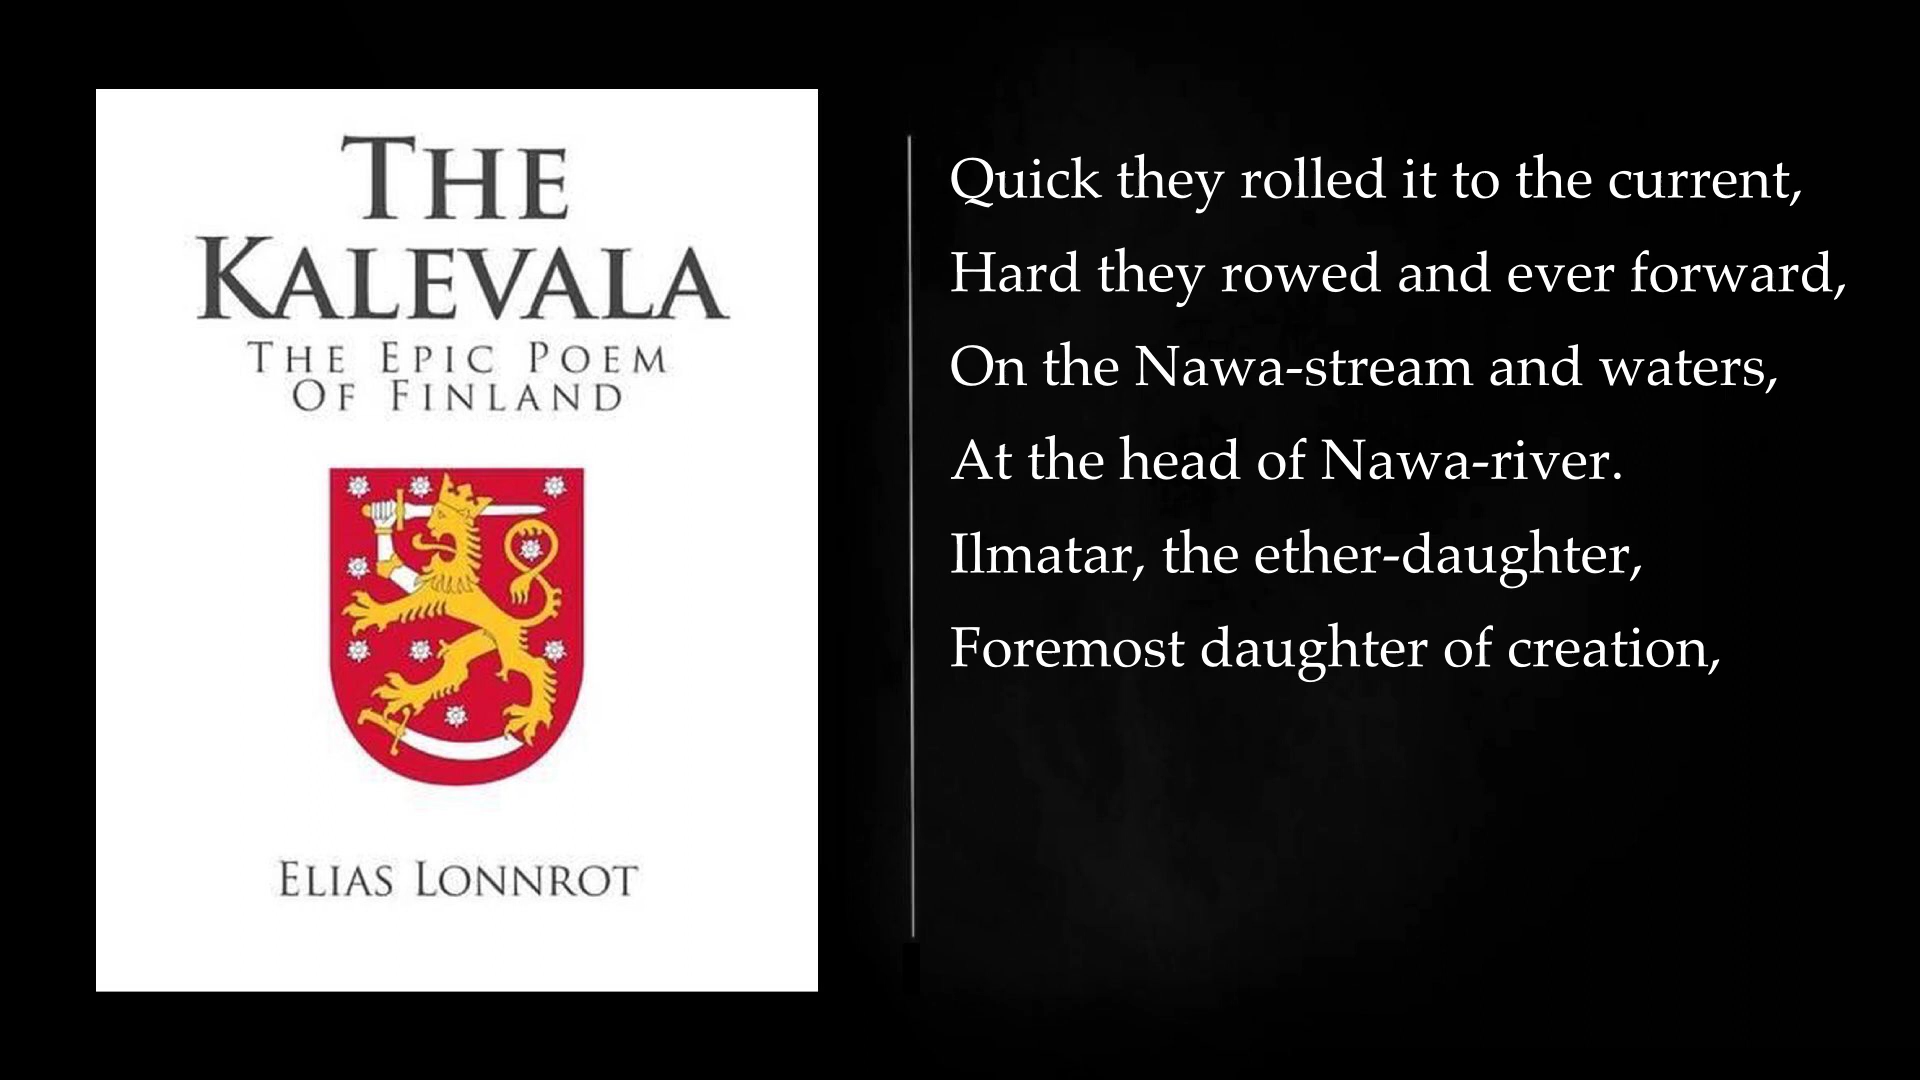 THE
KALEVALA
THE EPIC POEM
OF FINLAND
ELIAS LONNROT
Quick they rolled it to the current,
Hard they rowed and ever forward,
On the Nawa-stream and waters,
At the head of Nawa-river.
Ilmatar, the ether-daughter,
Foremost daughter of creation,